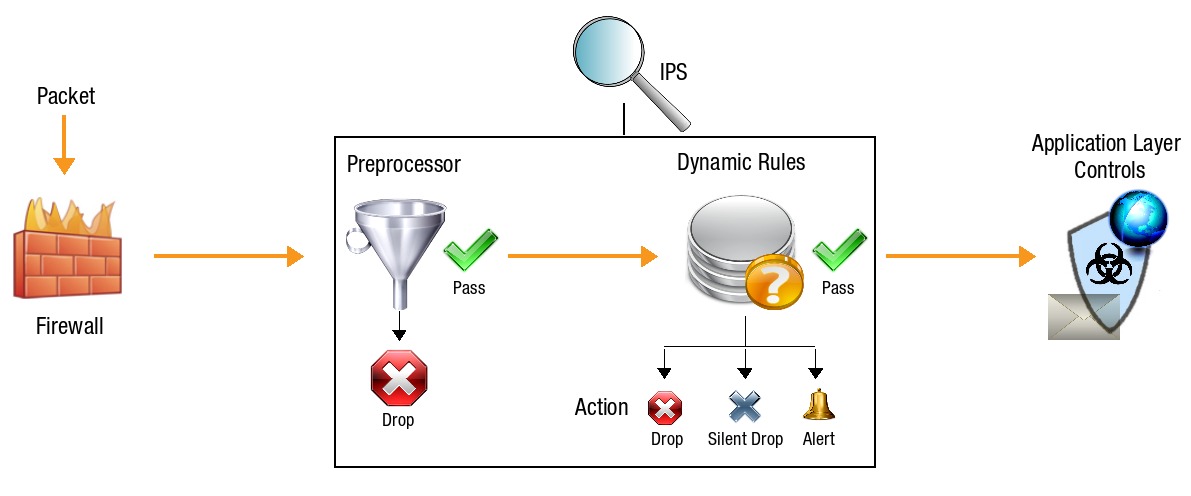 IPS
Packet
Firewall
Preprocessor
Pass
Drop
Dynamic Rules
?
Pass
Action
Drop
Silent Drop
Alert
Application Layer
Controls